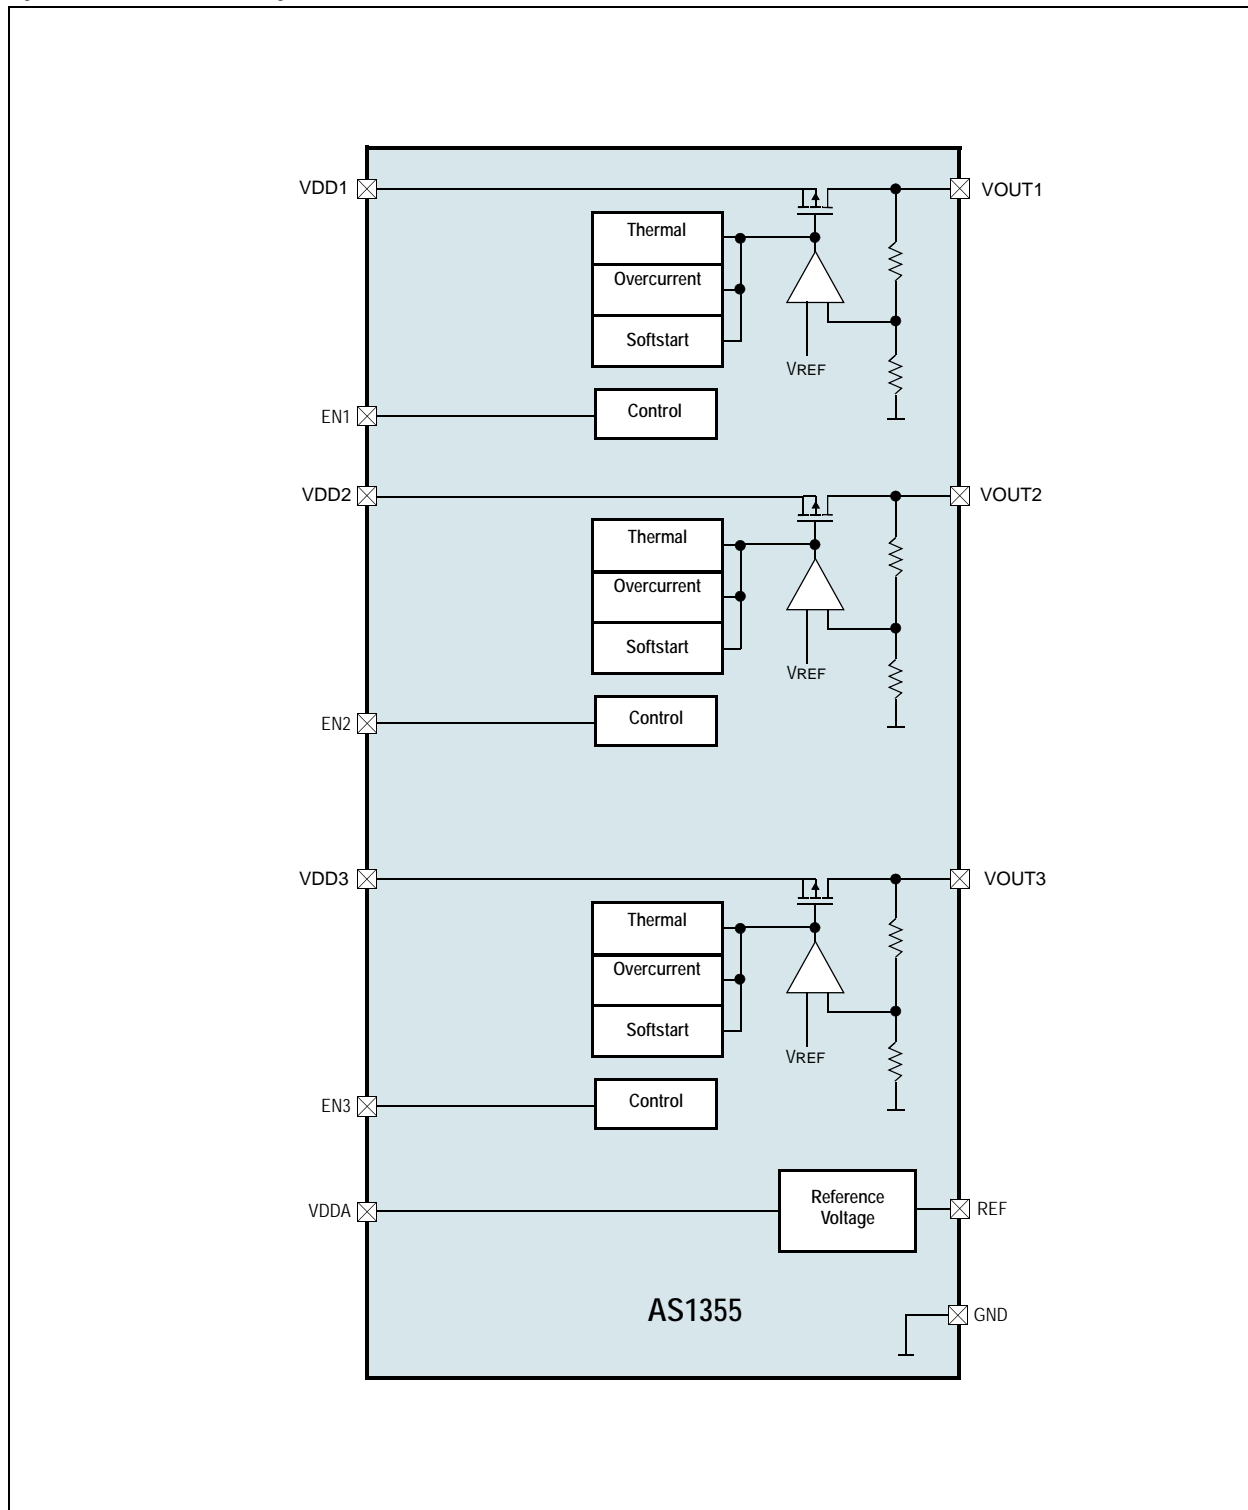 VDD1
VOUT1
Thermal
Overcurrent
Softstart
VREF
EN1
Control
VDD2
VOUT2
Thermal
Overcurrent
Softstart
VREF
EN2
Control
VDD3
VOUT3
Thermal
Overcurrent
Softstart
VREF
EN3
Control
VDDA
Reference
Voltage
REF
AS1355
GND